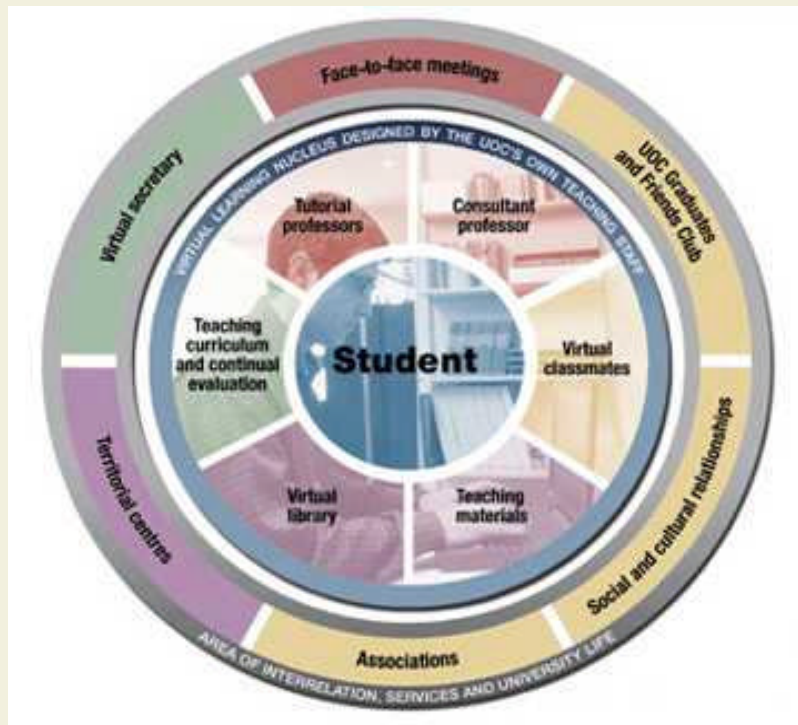 Face-to-face meetings
UOC Graduates
and Friends Club
Social and cultural relationships
Associations
Territorial centres
Virtual secretary
VIRTUAL LEARNING NUCLEUS DESIGNED BY THE UOC'S OWN TEACHING STAFF
Tutorial
professors
Consultant
professor
Virtual
classmates
Teaching
materials
Virtual
library
Teaching
curriculum
and continual
evaluation
Student
AREA OF INTERRELATION, SERVICES AND UNIVERSITY LIFE